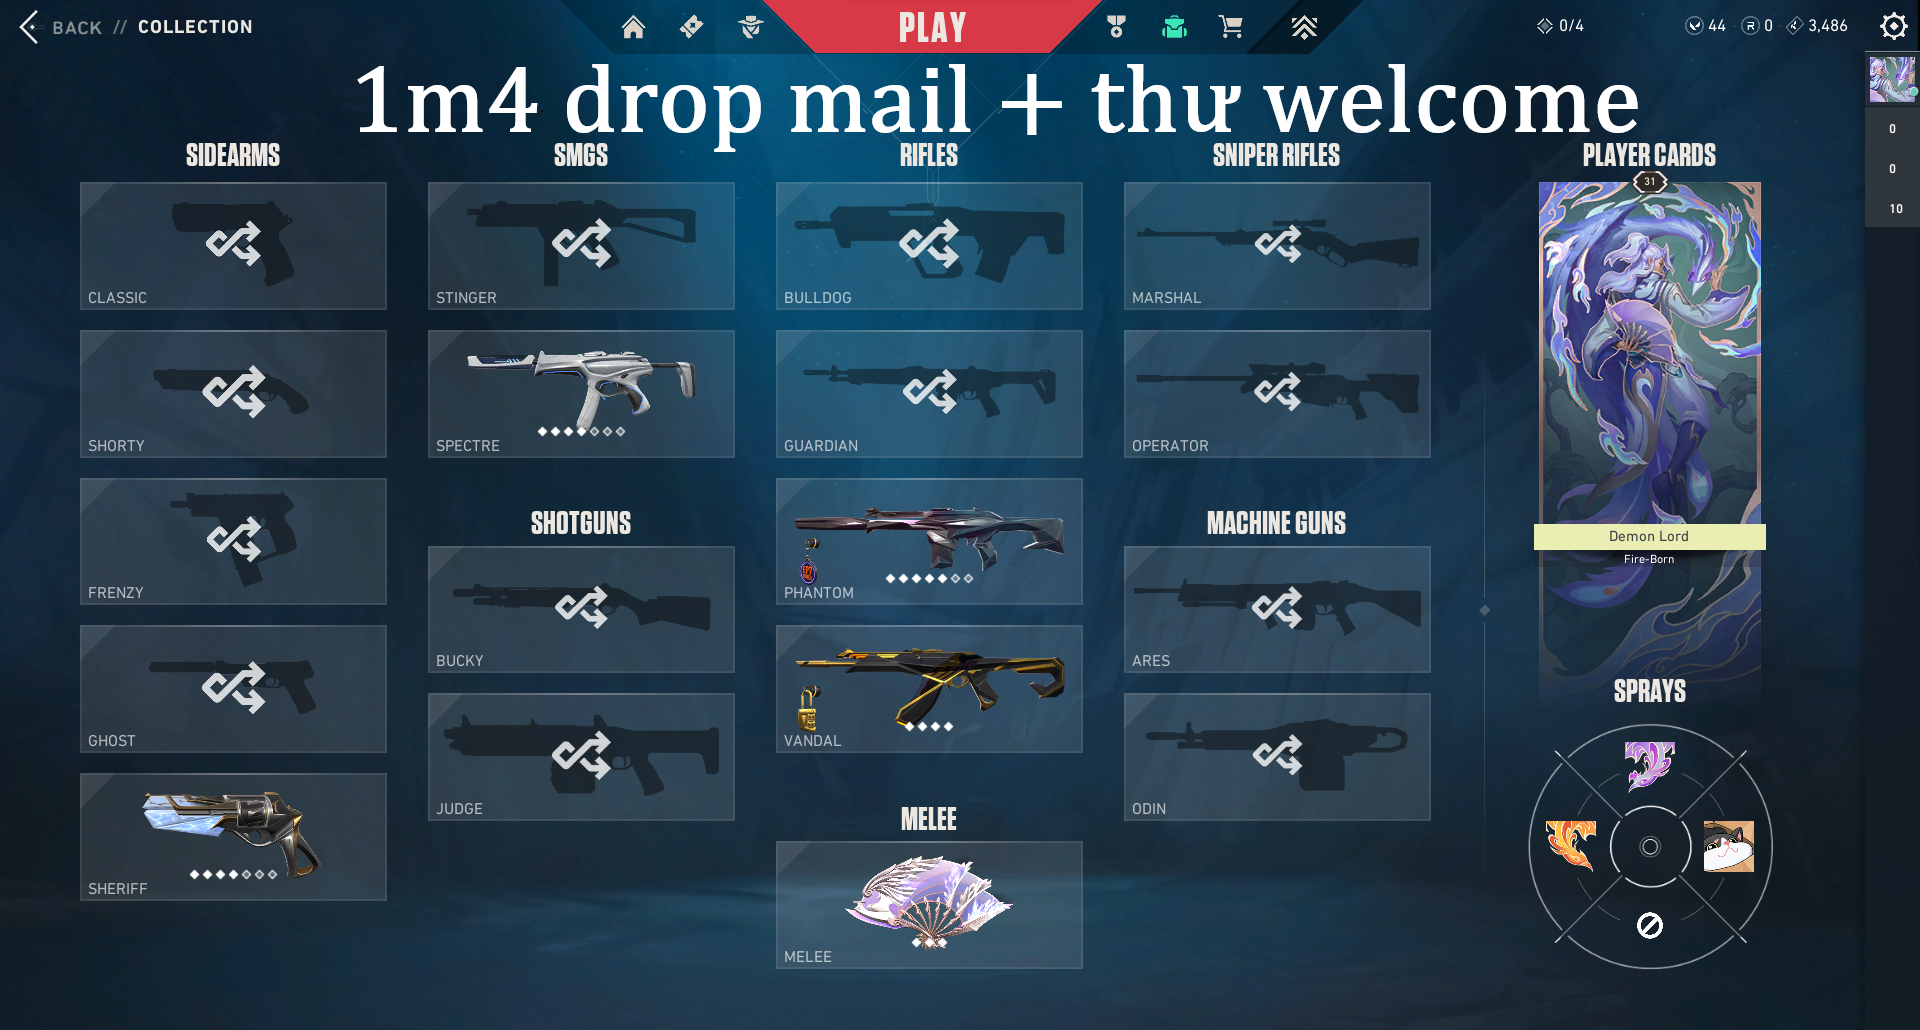 BACK // COLLECTION
PLAY
0/4
44
0
3,486
1m4 drop mail + thư welcome
0
0
10
SIDEARMS
CLASSIC
SHORTY
FRENZY
GHOST
SHERIFF
SMGS
STINGER
SPECTRE
SHOTGUNS
BUCKY
JUDGE
RIFLES
BULLDOG
GUARDIAN
PHANTOM
VANDAL
MELEE
MELEE
SNIPER RIFLES
MARSHAL
OPERATOR
MACHINE GUNS
ARES
ODIN
PLAYER CARDS
31
Demon Lord
Fire-Born
SPRAYS